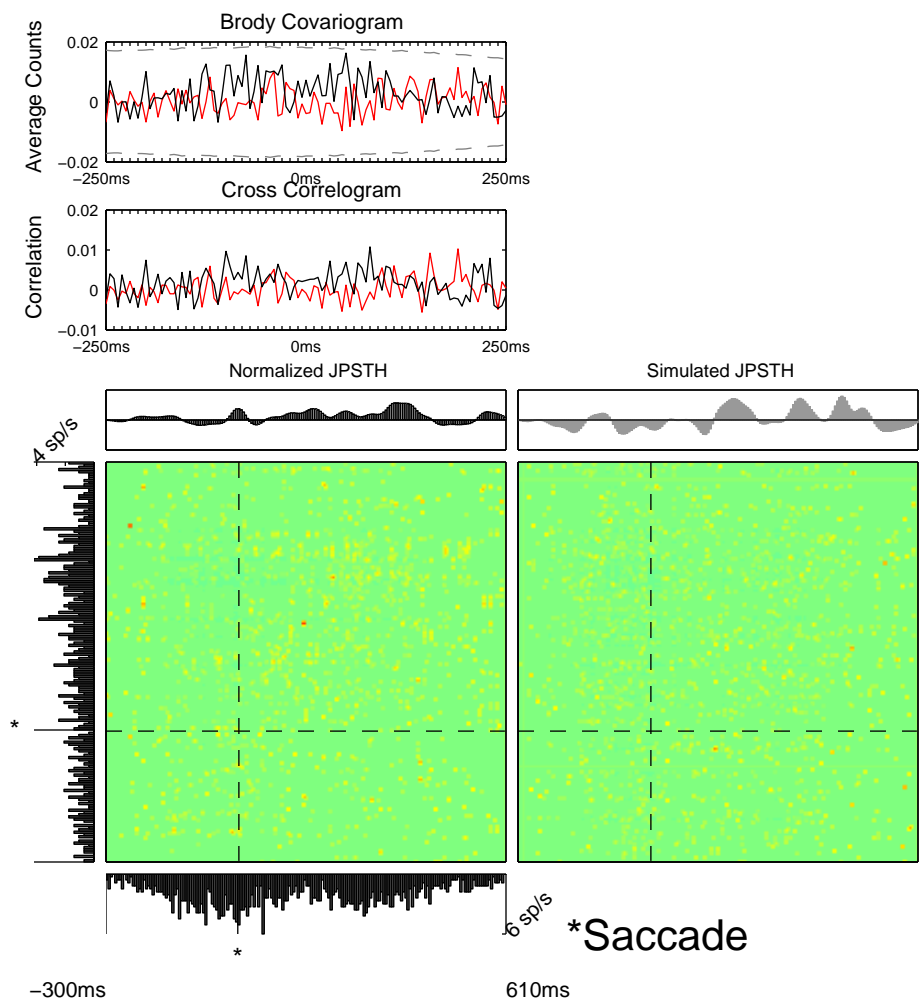 Brody Covariogram
0.02
0
−0.02
Average Counts
−250ms 0ms 250ms
Cross Correlogram
0.02
0.01
0
−0.01
Correlation
−250ms 0ms 250ms
Normalized JPSTH Simulated JPSTH
4 sp/s
*
6 sp/s
*
*Saccade
−300ms 610ms